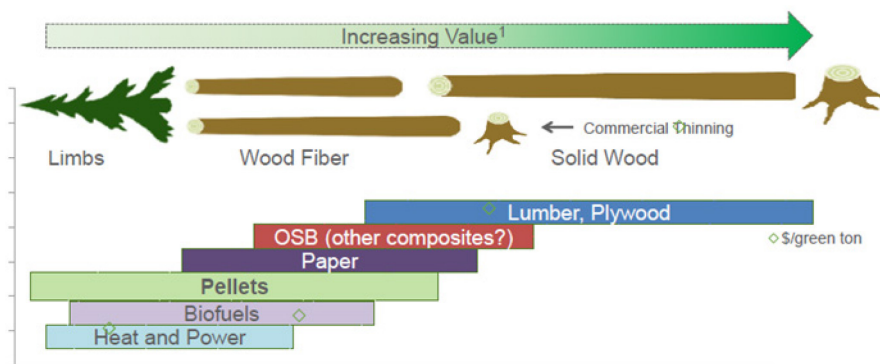 Increasing Value1
Commercial Thinning
Limbs
Wood Fiber
Solid Wood
Lumber, Plywood
OSB (other composites?)
$/green ton
Paper
Pellets
Biofuels
Heat and Power